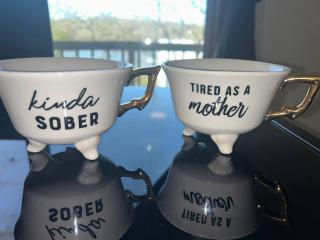 kinda
SOBER
TIRED AS A
mother